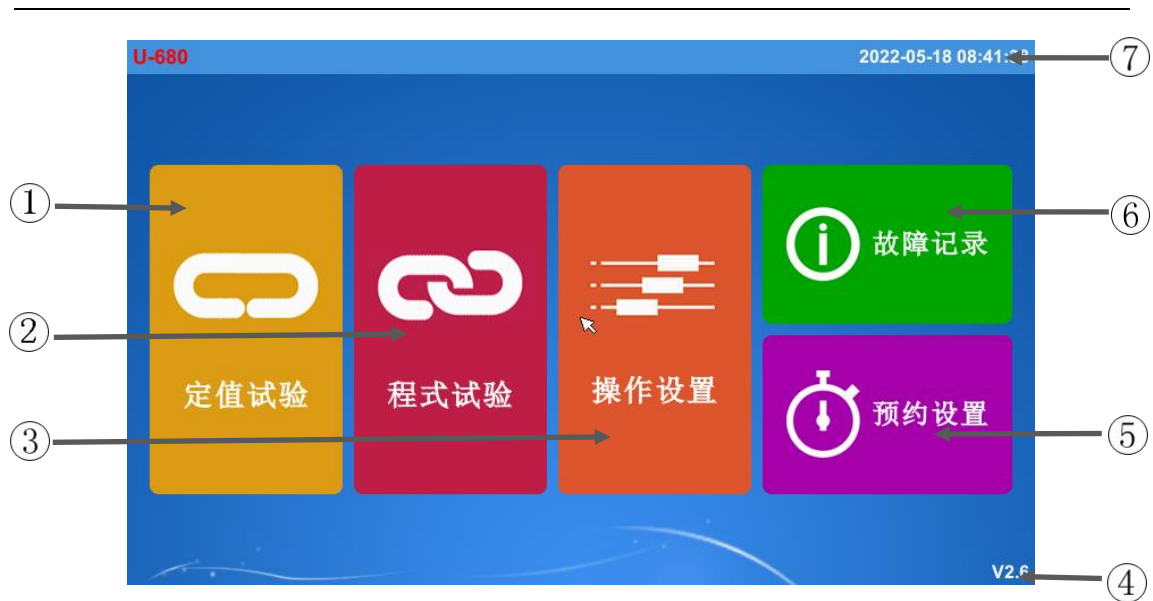 U-680
2022-05-18 08:41:
⑦
①
⑥
故障记录
②
定值试验
程式试验
操作设置
预约设置
③
⑤
V2.6
④